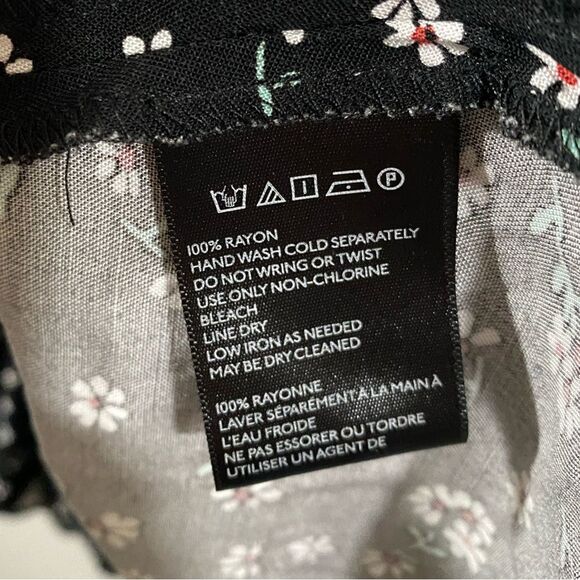 P
100% RAYON
HAND WASH COLD SEPARATELY
DO NOT WRING OR TWIST
USE ONLY NON-CHLORINE
BLEACH
LINE DRY
LOW IRON AS NEEDED
MAY BE DRY CLEANED
100% RAYONNE
LAVER SÉPARÉMENT À LA MAIN À
L'EAU FROIDE
NE PAS ESSORER OU TORDRE
UTILISER UN AGENT DE